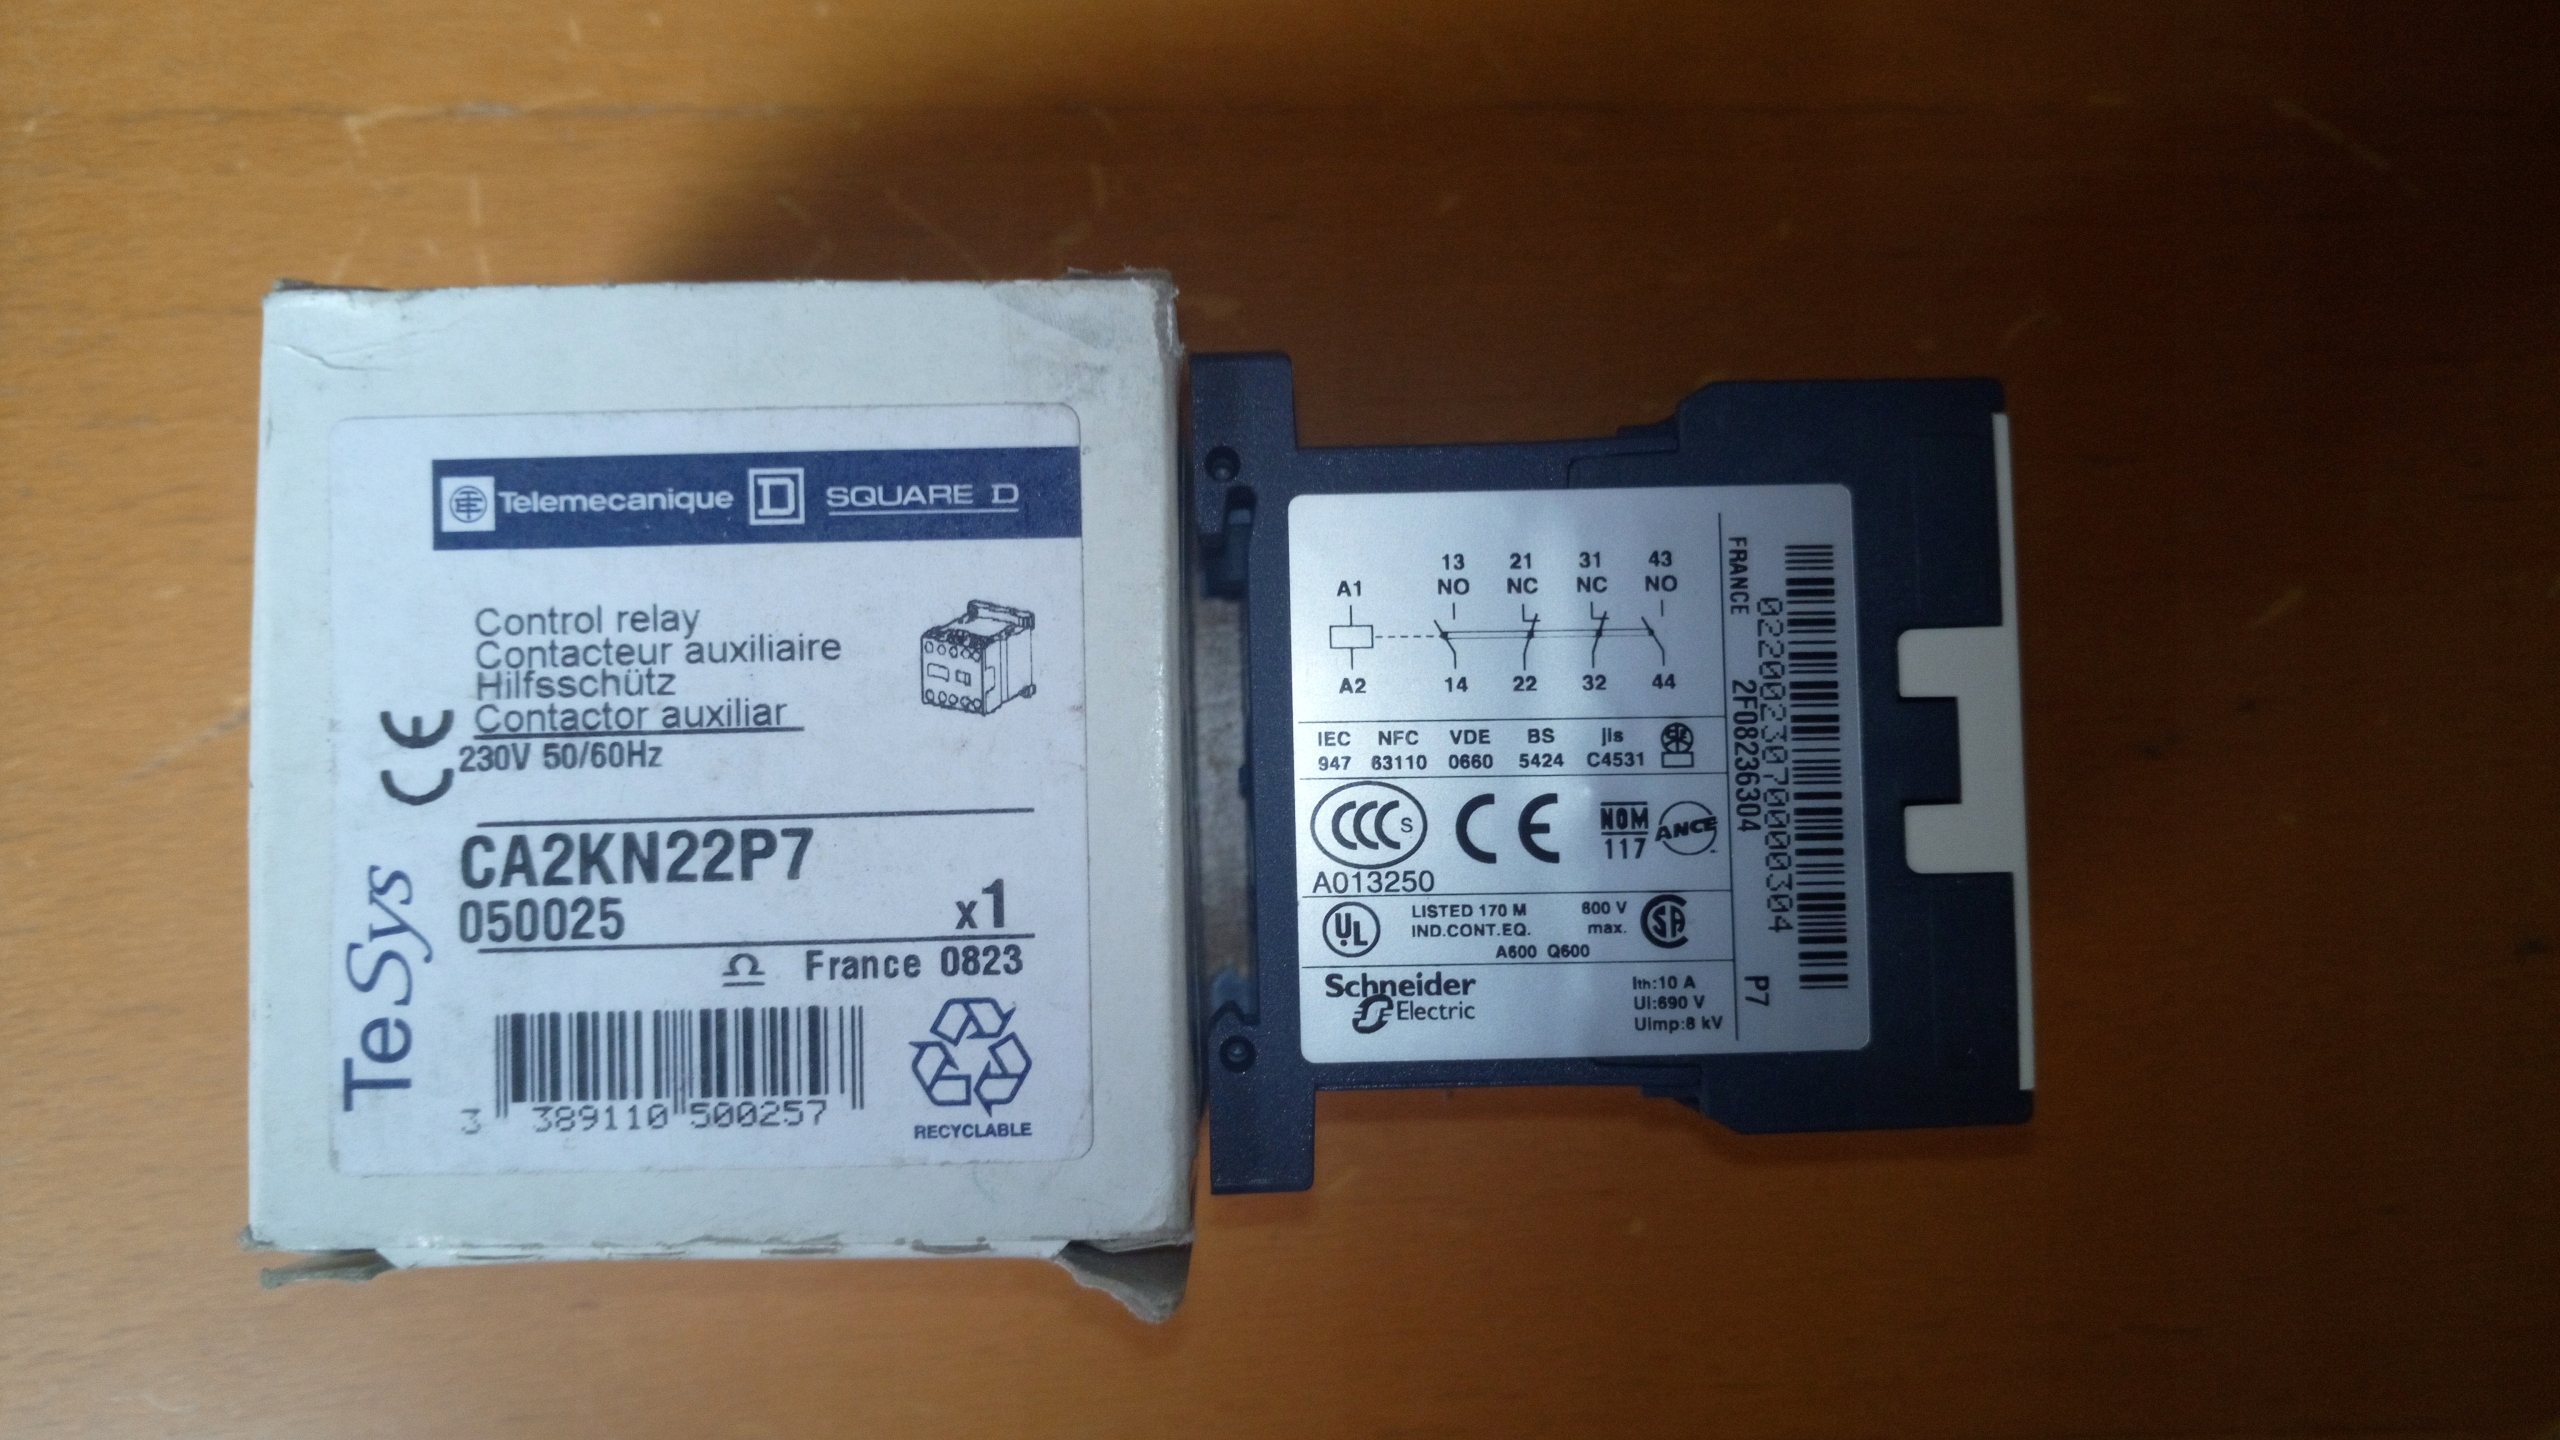 Telemecanique D SQUARE D
Control relay
Contacteur auxiliaire
Hilfsschütz
Contactor auxiliar
230V 50/60Hz
CE
TeSys
CA2KN22P7
050025
x1
France 0823
3 389110 500257
RECYCLABLE
13 21 31 43
A1 NO NC NC NO
A2 14 22 32 44
IEC NFC VDE BS jis
947 63110 0660 5424 C4531
CCC S CE NOM ANCE
117
A013250
UL LISTED 170 M 600 V SA
IND.CONT.EQ. max.
A600 Q600
Schneider
Electric
Ith:10 A
Ui:690 V
Uimp:8 kV
FRANCE 2F08236304 P7
0220023070000304